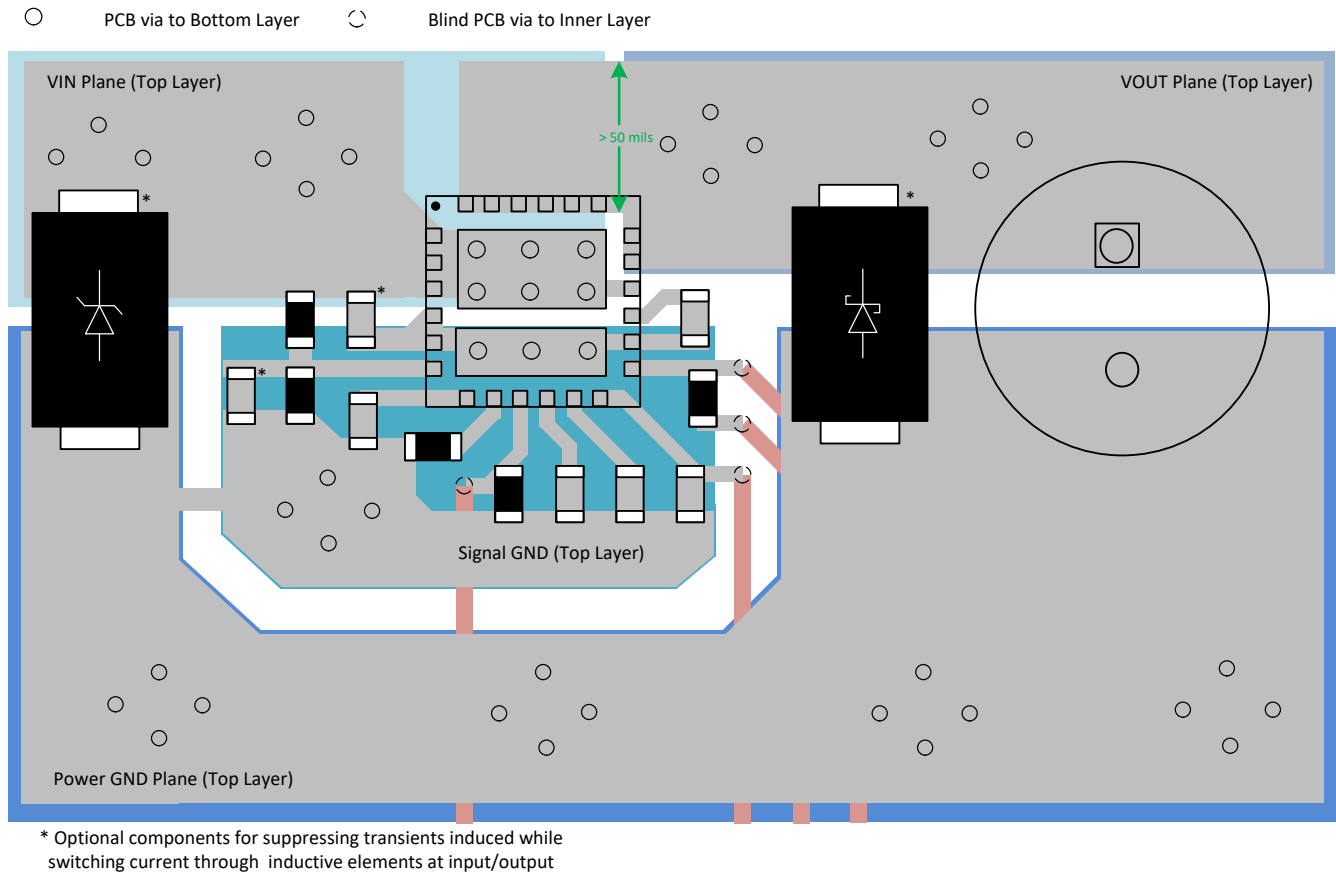 PCB via to Bottom Layer
Blind PCB via to Inner Layer
VIN Plane (Top Layer)
VOUT Plane (Top Layer)
> 50 mils
*
*
*
*
Signal GND (Top Layer)
Power GND Plane (Top Layer)
* Optional components for suppressing transients induced while
switching current through inductive elements at input/output